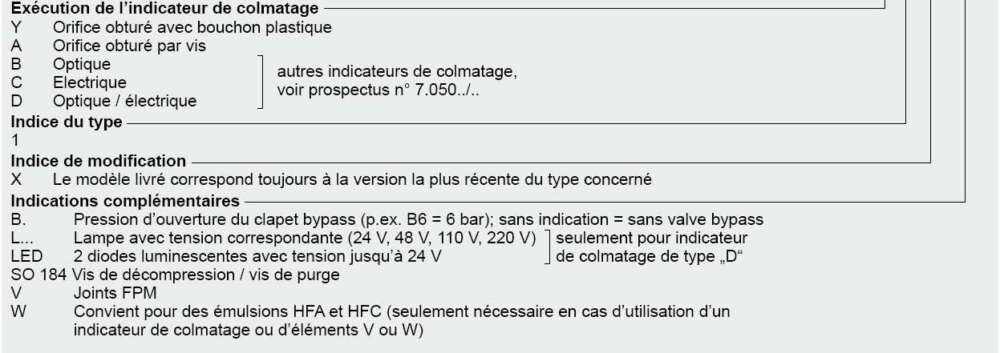 Exécution de l’indicateur de colmatage
Y Orifice obturé avec bouchon plastique
A Orifice obturé par vis
B Optique
C Electrique
D Optique / électrique
autres indicateurs de colmatage,
voir prospectus n° 7.050../..
Indice du type
1
Indice de modification
X Le modèle livré correspond toujours à la version la plus récente du type concerné
Indications complémentaires
B. Pression d’ouverture du clapet bypass (p.ex. B6 = 6 bar); sans indication = sans valve bypass
L... Lampe avec tension correspondante (24 V, 48 V, 110 V, 220 V)
LED 2 diodes luminescentes avec tension jusqu’à 24 V
seulement pour indicateur
de colmatage de type „D“
SO 184 Vis de décompression / vis de purge
V Joints FPM
W Convient pour des émulsions HFA et HFC (seulement nécessaire en cas d’utilisation d’un
indicateur de colmatage ou d’éléments V ou W)